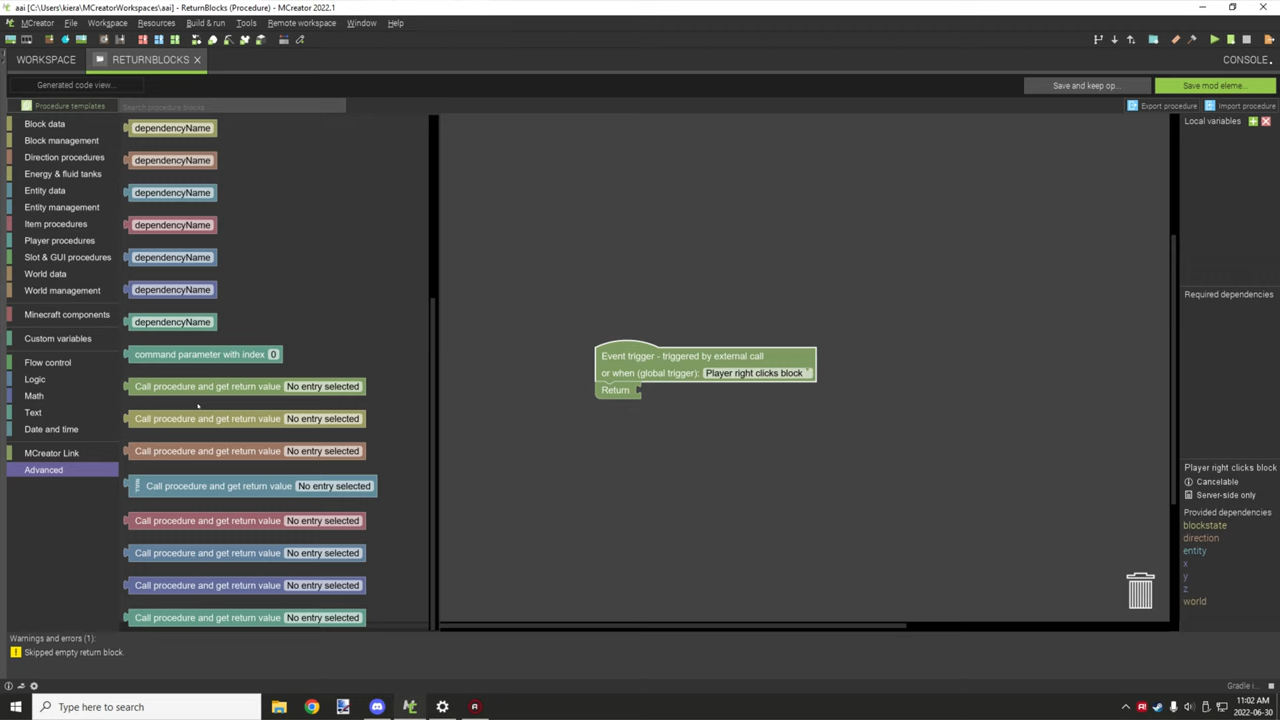 aai [C:\Users\kiera\MCreatorWorkspaces\aai] - ReturnBlocks (Procedure) - MCreator 2022.1
MCreator File Workspace Resources Build & run Tools Remote workspace Window Help
WORKSPACE RETURNBLOCKS CONSOLE
Generated code view... Save and keep op... Save mod eleme...
Procedure templates Search procedure blocks... Export procedure Import procedure
Block data
Block management
Direction procedures
Energy & fluid tanks
Entity data
Entity management
Item procedures
Player procedures
Slot & GUI procedures
World data
World management
Minecraft components
Custom variables
Flow control
Logic
Math
Text
Date and time
MCreator Link
Advanced
dependencyName
dependencyName
dependencyName
dependencyName
dependencyName
dependencyName
dependencyName
command parameter with index 0
Call procedure and get return value No entry selected
Call procedure and get return value No entry selected
Call procedure and get return value No entry selected
Call procedure and get return value No entry selected
Call procedure and get return value No entry selected
Call procedure and get return value No entry selected
Call procedure and get return value No entry selected
Call procedure and get return value No entry selected
Event trigger - triggered by external call
or when (global trigger): Player right clicks block
Return
Local variables
Required dependencies
Player right clicks block
Cancelable
Server-side only
Provided dependencies
blockstate
direction
entity
x
y
z
world
Warnings and errors (1):
Skipped empty return block.
Gradle i...
Type here to search
11:02 AM
2022-06-30